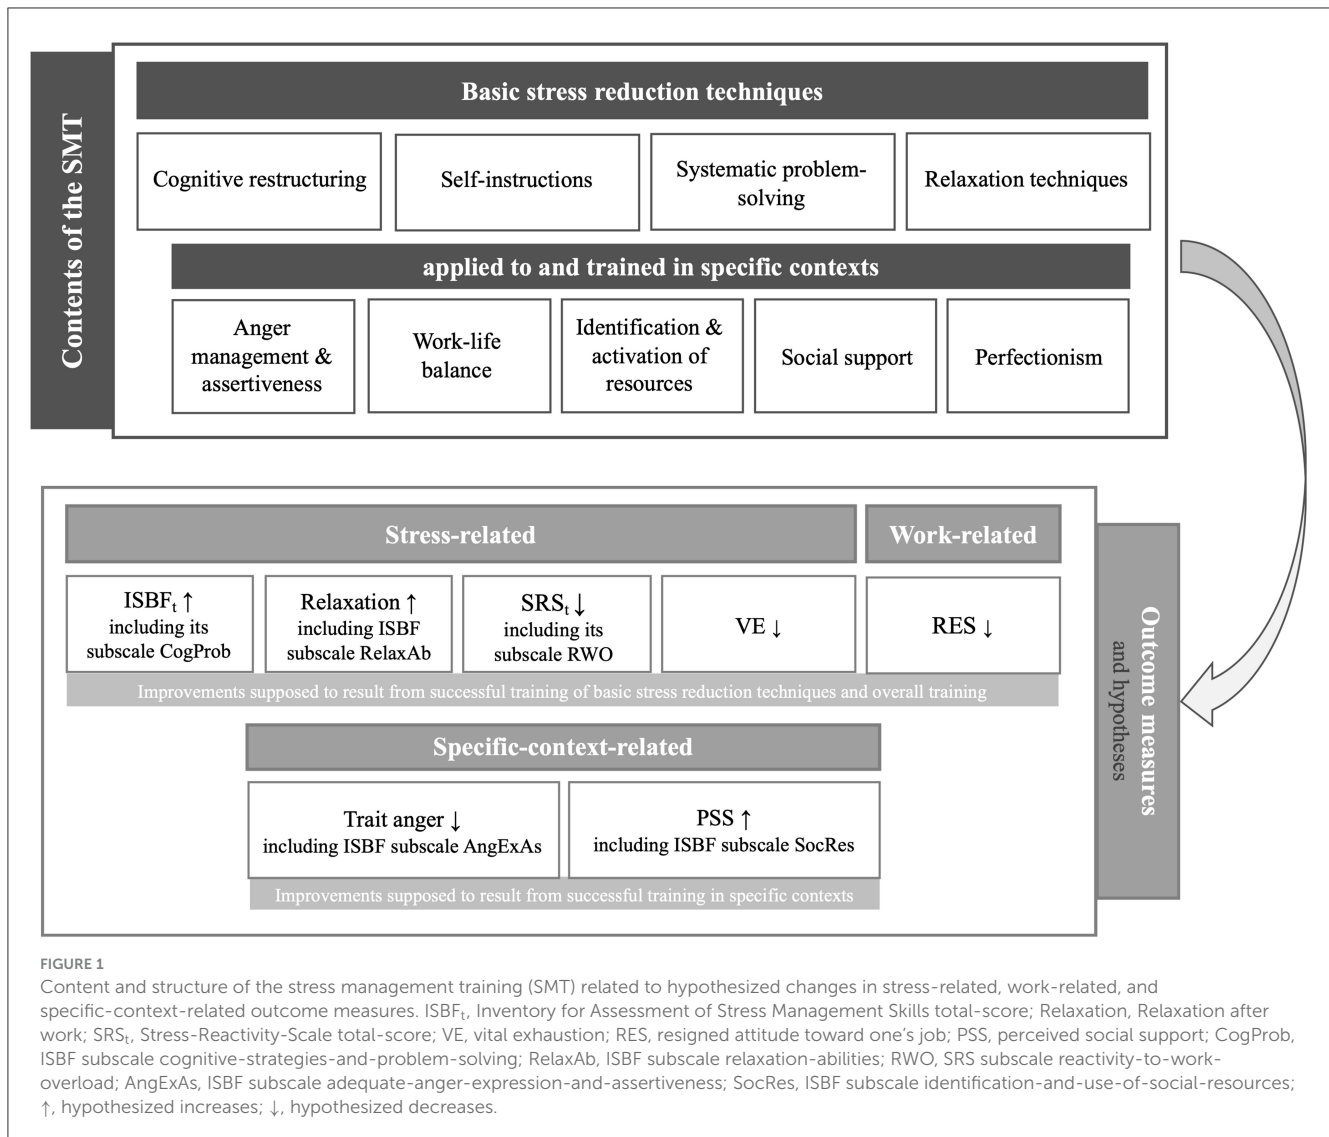 Contents of the SMT
Basic stress reduction techniques
Cognitive restructuring
Self-instructions
Systematic problem-
solving
Relaxation techniques
applied to and trained in specific contexts
Anger
management &
assertiveness
Work-life
balance
Identification &
activation of
resources
Social support
Perfectionism
Stress-related
Work-related
ISBFₜ ↑
including its
subscale CogProb
Relaxation ↑
including ISBF
subscale RelaxAb
SRSₜ ↓
including its
subscale RWO
VE ↓
RES ↓
Improvements supposed to result from successful training of basic stress reduction techniques and overall training
Specific-context-related
Trait anger ↓
including ISBF subscale AngExAs
PSS ↑
including ISBF subscale SocRes
Improvements supposed to result from successful training in specific contexts
Outcome measures
and hypotheses
FIGURE 1
Content and structure of the stress management training (SMT) related to hypothesized changes in stress-related, work-related, and
specific-context-related outcome measures. ISBFₜ, Inventory for Assessment of Stress Management Skills total-score; Relaxation, Relaxation after
work; SRSₜ, Stress-Reactivity-Scale total-score; VE, vital exhaustion; RES, resigned attitude toward one's job; PSS, perceived social support; CogProb,
ISBF subscale cognitive-strategies-and-problem-solving; RelaxAb, ISBF subscale relaxation-abilities; RWO, SRS subscale reactivity-to-work-
overload; AngExAs, ISBF subscale adequate-anger-expression-and-assertiveness; SocRes, ISBF subscale identification-and-use-of-social-resources;
↑, hypothesized increases; ↓, hypothesized decreases.